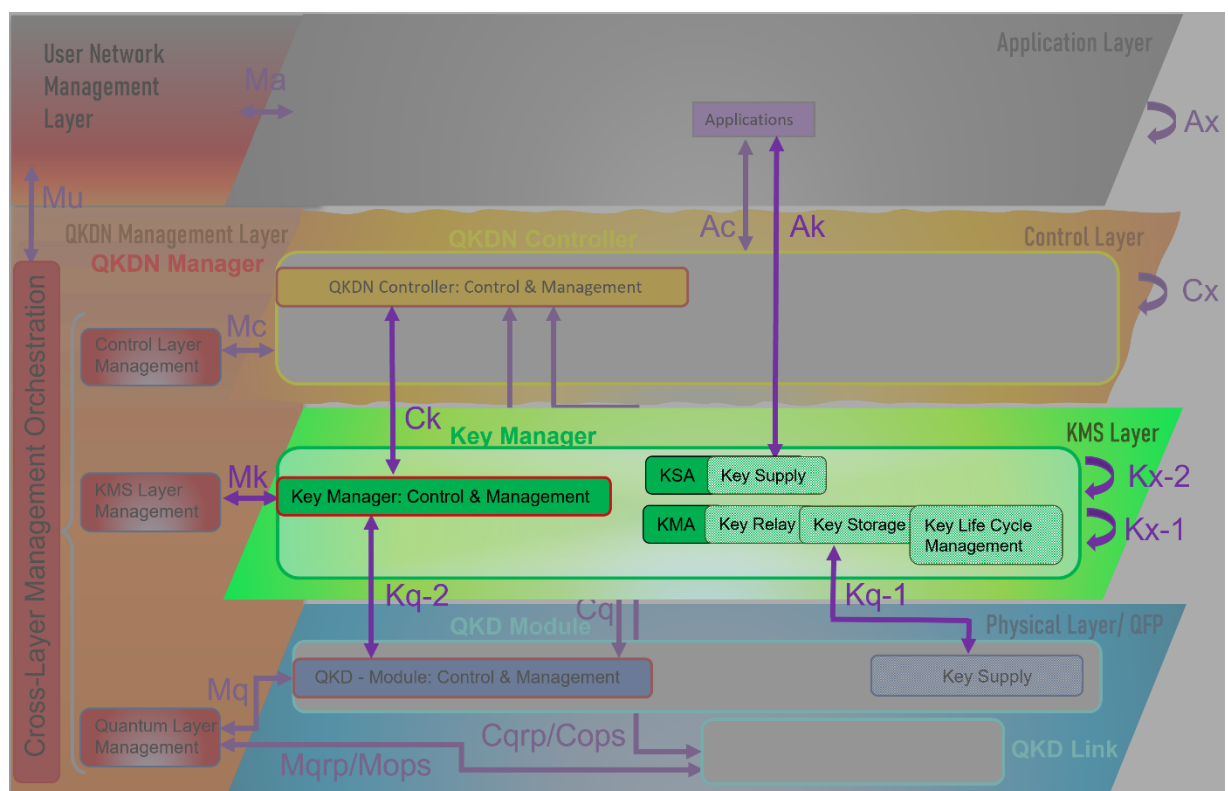 User Network
Management
Layer
Application Layer
Ma
Applications
Ax
Mu
Ac
Ak
QKDN Management Layer
QKDN Manager
QKDN Controller
Control Layer
QKDN Controller: Control & Management
Cx
Cross-Layer Management Orchestration
Mc
Control Layer
Management
Ck
Key Manager
KMS Layer
Mk
KMS Layer
Management
Key Manager: Control & Management
KSA
Key Supply
Kx-2
KMA
Key Relay
Key Storage
Key Life Cycle
Management
Kx-1
Kq-2
Cq
Kq-1
QKD Module
Physical Layer/ QFP
Mq
QKD - Module: Control & Management
Key Supply
Quantum Layer
Management
Cqrp/Cops
Mqrp/Mops
QKD Link